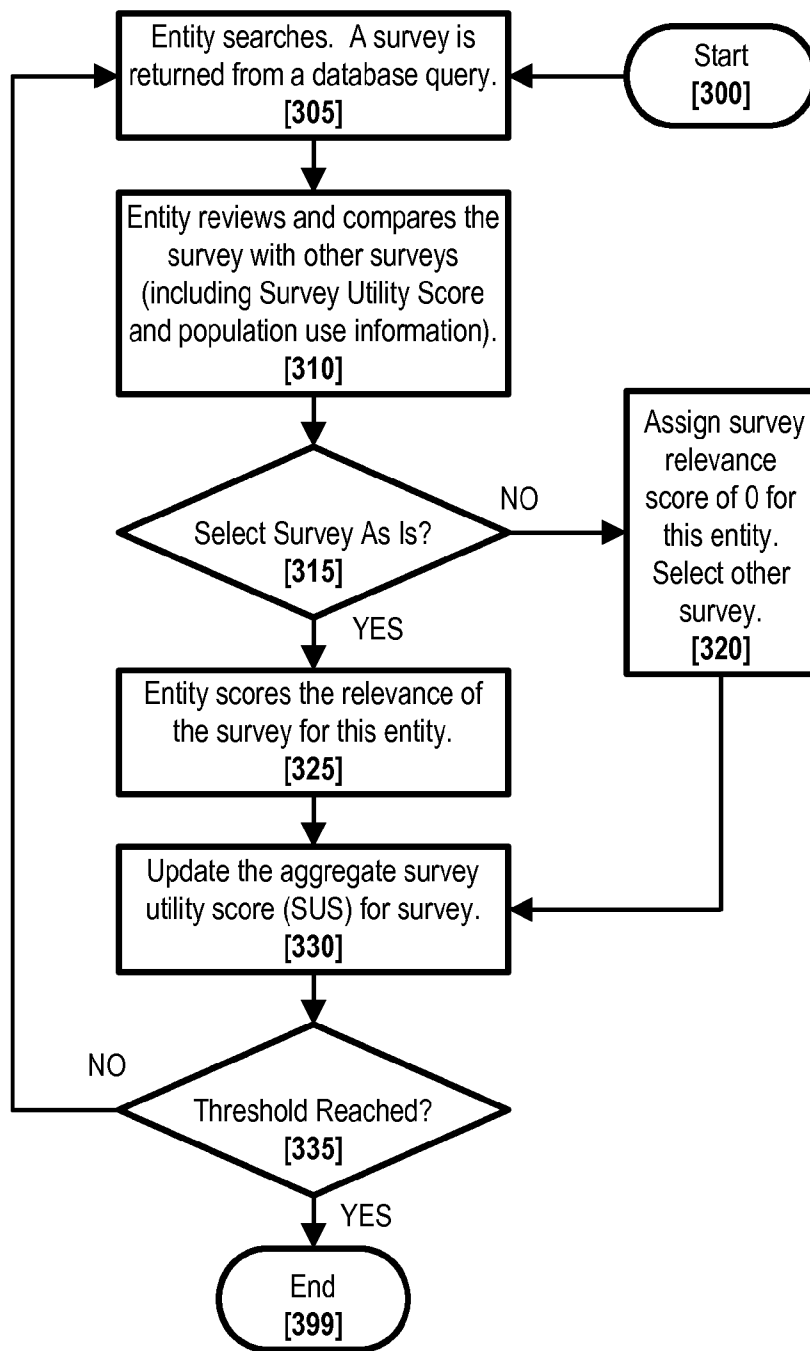 Start
[300]
Entity searches.  A survey is
returned from a database query.
[305]
Entity reviews and compares the
survey with other surveys
(including Survey Utility Score
and population use information).
[310]
Select Survey As Is?
[315]
NO
Assign survey
relevance
score of 0 for
this entity.
Select other
survey.
[320]
YES
Entity scores the relevance of
the survey for this entity.
[325]
Update the aggregate survey
utility score (SUS) for survey.
[330]
NO
Threshold Reached?
[335]
YES
End
[399]